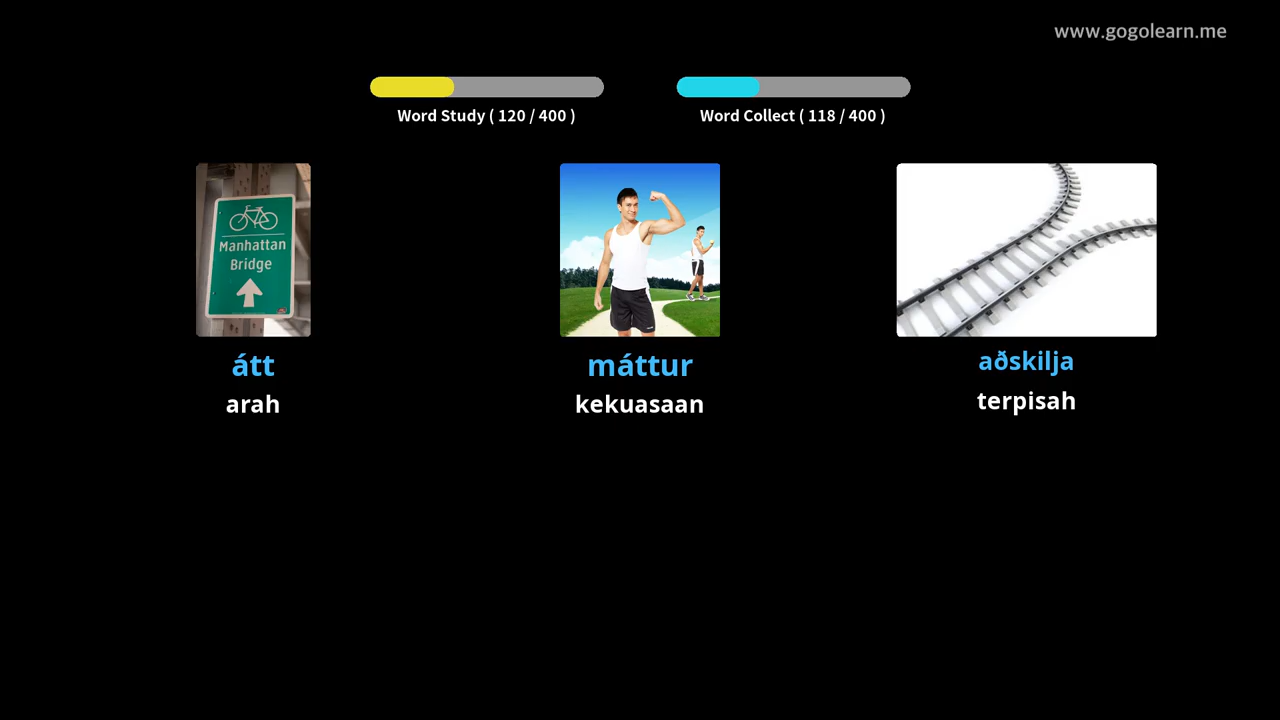 www.gogolearn.me
Word Study ( 120 / 400 )
Word Collect ( 118 / 400 )
Manhattan
Bridge
átt
arah
máttur
kekuasaan
aðskilja
terpisah